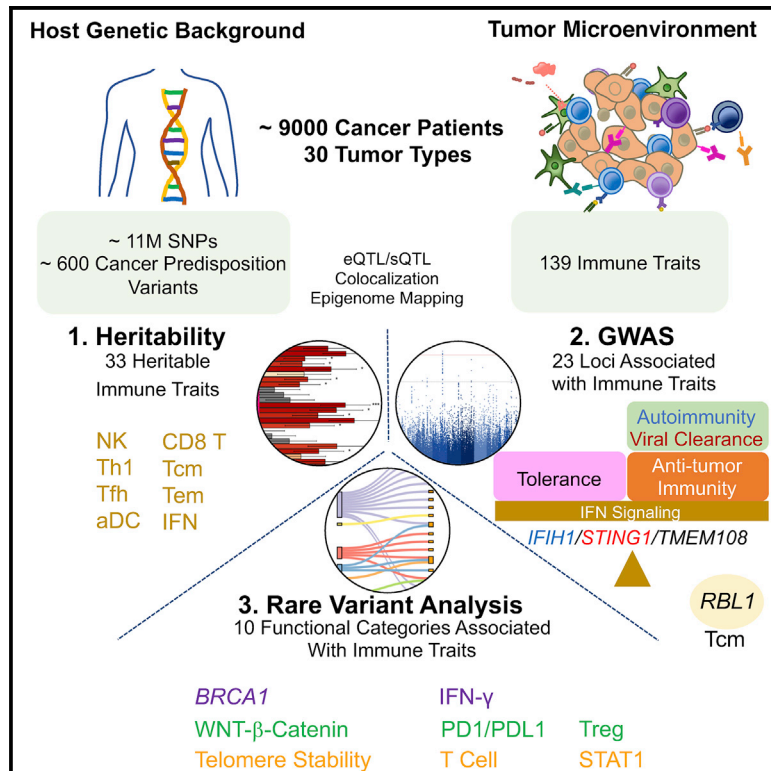 Host Genetic Background
Tumor Microenvironment
~ 9000 Cancer Patients
30 Tumor Types
~ 11M SNPs
~ 600 Cancer Predisposition
Variants
eQTL/sQTL
Colocalization
Epigenome Mapping
139 Immune Traits
1. Heritability
33 Heritable
Immune Traits
NK CD8 T
Th1 Tcm
Tfh Tem
aDC IFN
2. GWAS
23 Loci Associated
with Immune Traits
Autoimmunity
Viral Clearance
Tolerance
Anti-tumor
Immunity
IFN Signaling
IFIH1/STING1/TMEM108
RBL1
Tcm
3. Rare Variant Analysis
10 Functional Categories Associated
With Immune Traits
BRCA1 IFN-γ
WNT-β-Catenin PD1/PDL1 Treg
Telomere Stability T Cell STAT1